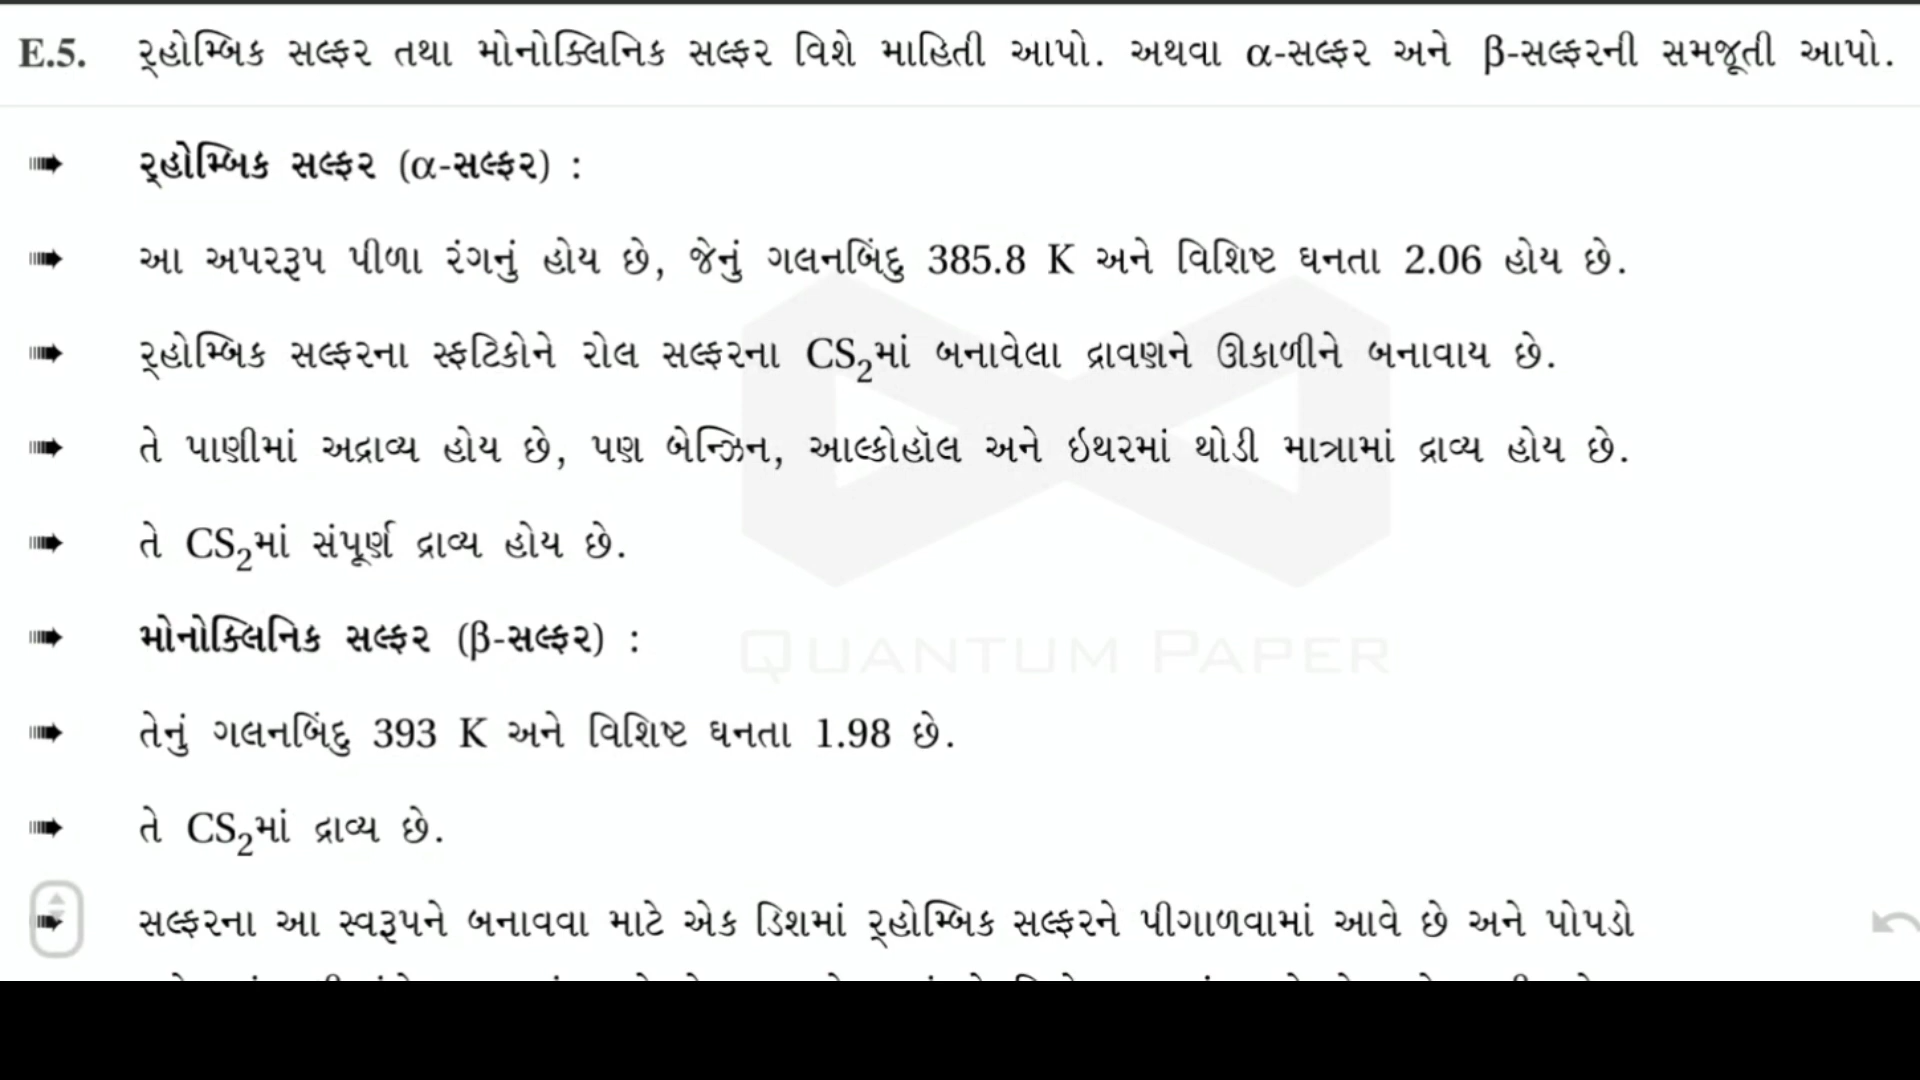 E.5. ર્‌હોમ્બિક સલ્ફર તથા મોનોક્લિનિક સલ્ફર વિશે માહિતી આપો. અથવા α-સલ્ફર અને β-સલ્ફરની સમજૂતી આપો.
➠ ર્‌હોમ્બિક સલ્ફર (α-સલ્ફર) :
➠ આ અપરરૂપ પીળા રંગનું હોય છે, જેનું ગલનબિંદુ 385.8 K અને વિશિષ્ટ ઘનતા 2.06 હોય છે.
➠ ર્‌હોમ્બિક સલ્ફરના સ્ફટિકોને રોલ સલ્ફરના CS₂માં બનાવેલા દ્રાવણને ઊકાળીને બનાવાય છે.
➠ તે પાણીમાં અદ્રાવ્ય હોય છે, પણ બેન્ઝિન, આલ્કોહૉલ અને ઇથરમાં થોડી માત્રામાં દ્રાવ્ય હોય છે.
➠ તે CS₂માં સંપૂર્ણ દ્રાવ્ય હોય છે.
➠ મોનોક્લિનિક સલ્ફર (β-સલ્ફર) :
QUANTUM PAPER
➠ તેનું ગલનબિંદુ 393 K અને વિશિષ્ટ ઘનતા 1.98 છે.
➠ તે CS₂માં દ્રાવ્ય છે.
➠ સલ્ફરના આ સ્વરૂપને બનાવવા માટે એક ડિશમાં ર્‌હોમ્બિક સલ્ફરને પીગાળવામાં આવે છે અને પોપડો